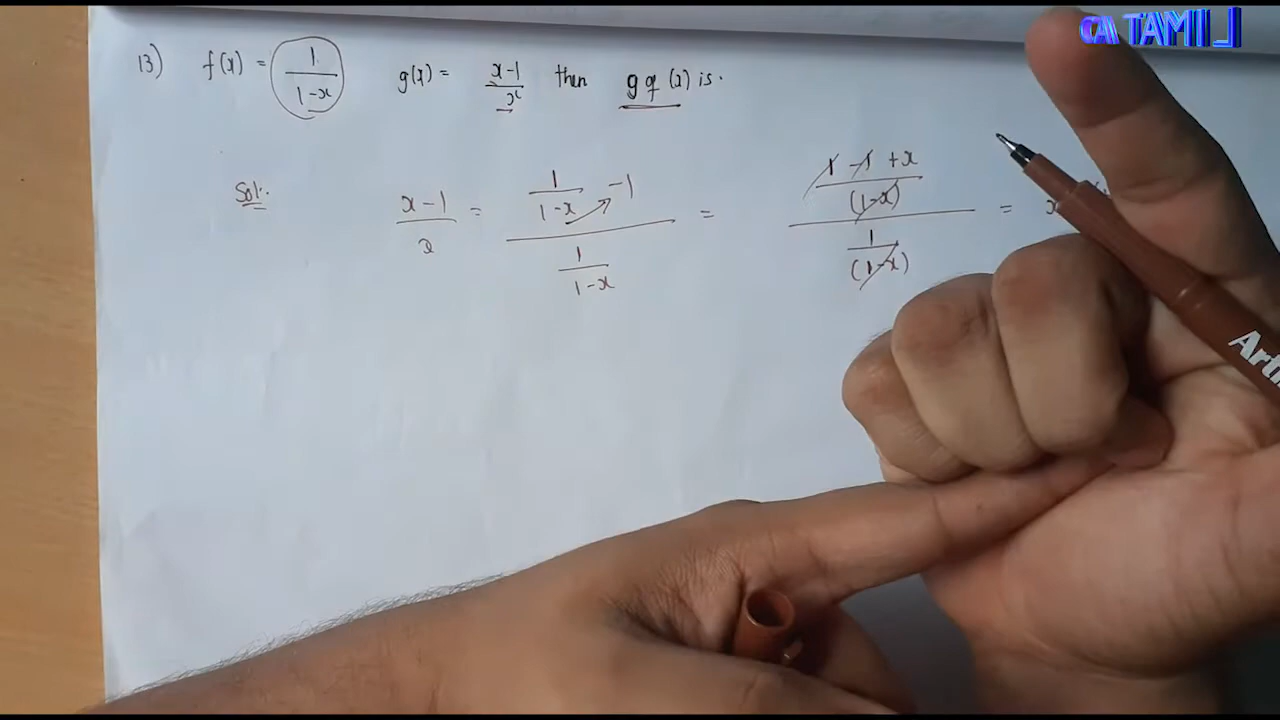 CA TAMIL
13) f(x) = 1/(1-x) g(x) = (x-1)/x then gof (x) is.
Sol:. (x-1)/x = (1/(1-x) -1)/(1/(1-x)) = ((1 -1 +x)/(1-x))/(1/(1-x)) = x
Art